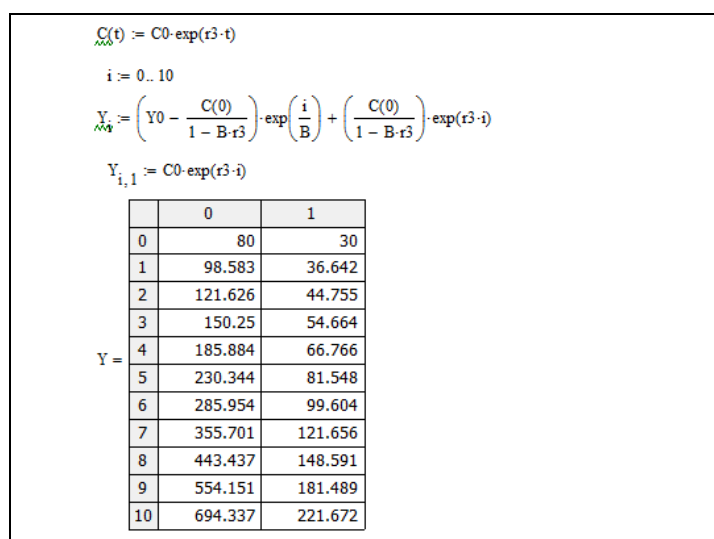 C(t) := C0·exp(r3·t)
i := 0.. 10
Y_i := (Y0 − C(0)/(1 − B·r3))·exp(i/B) + (C(0)/(1 − B·r3))·exp(r3·i)
Y_{i, 1} := C0·exp(r3·i)
Y =
0 1
0 80 30
1 98.583 36.642
2 121.626 44.755
3 150.25 54.664
4 185.884 66.766
5 230.344 81.548
6 285.954 99.604
7 355.701 121.656
8 443.437 148.591
9 554.151 181.489
10 694.337 221.672